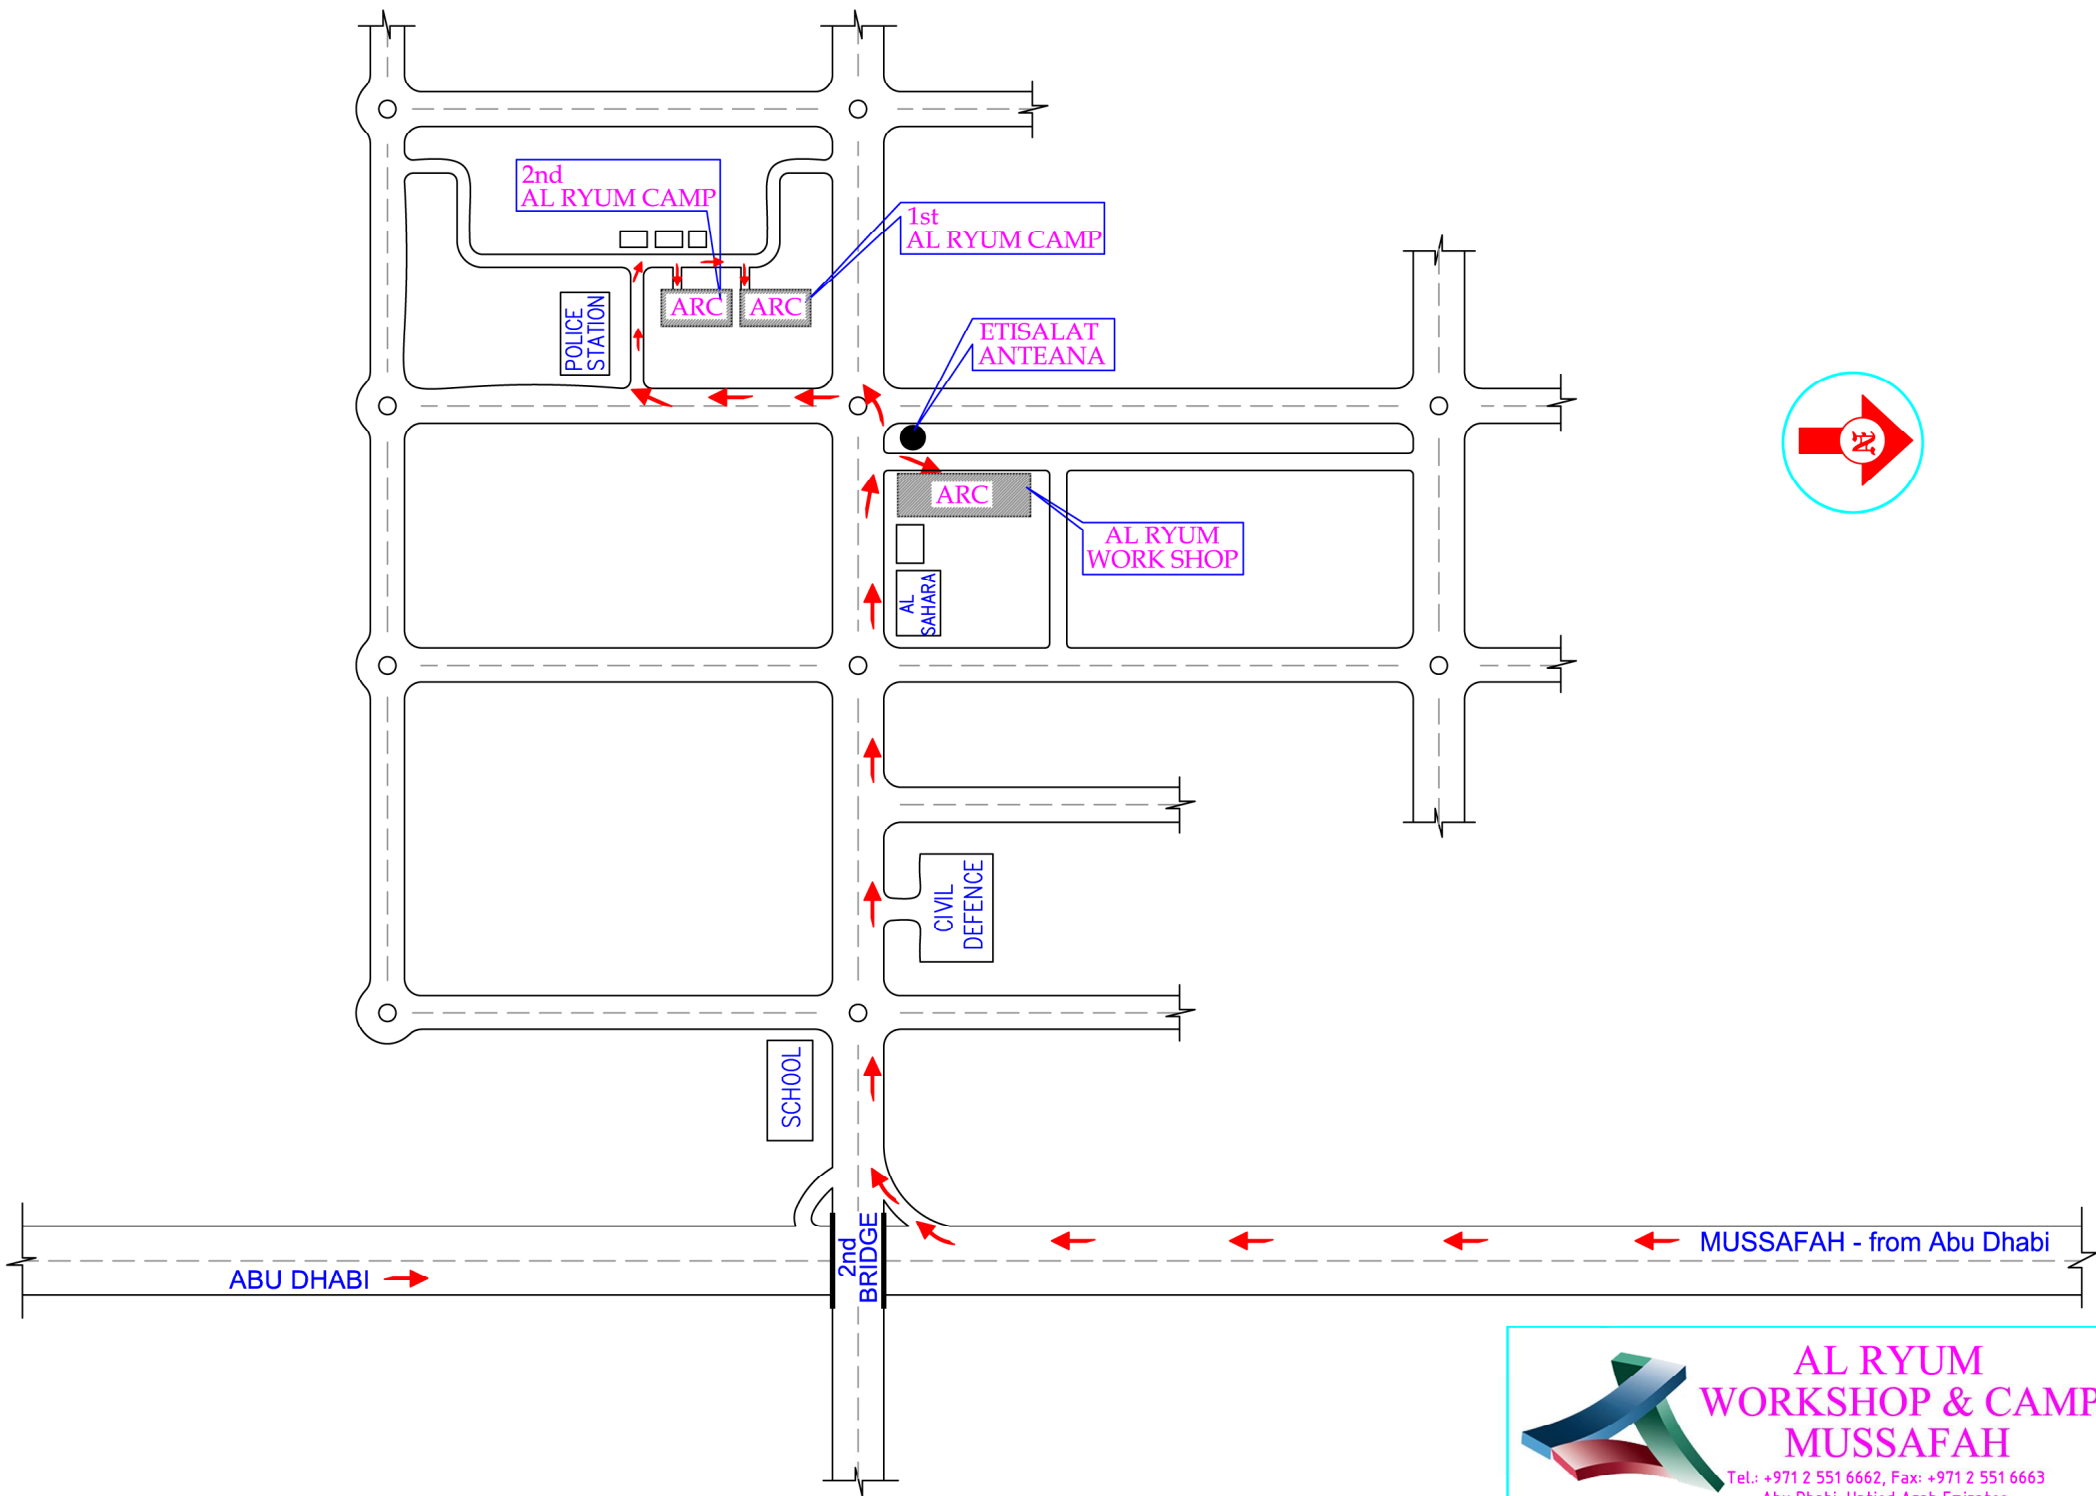 2nd
AL RYUM CAMP
1st
AL RYUM CAMP
POLICE
STATION
ARC
ARC
ETISALAT
ANTEANA
N
ARC
AL RYUM
WORK SHOP
AL
SAHARA
CIVIL
DEFENCE
SCHOOL
2nd
BRIDGE
MUSSAFAH - from Abu Dhabi
ABU DHABI
AL RYUM
WORKSHOP & CAMP
MUSSAFAH
Tel.: +971 2 551 6662, Fax: +971 2 551 6663